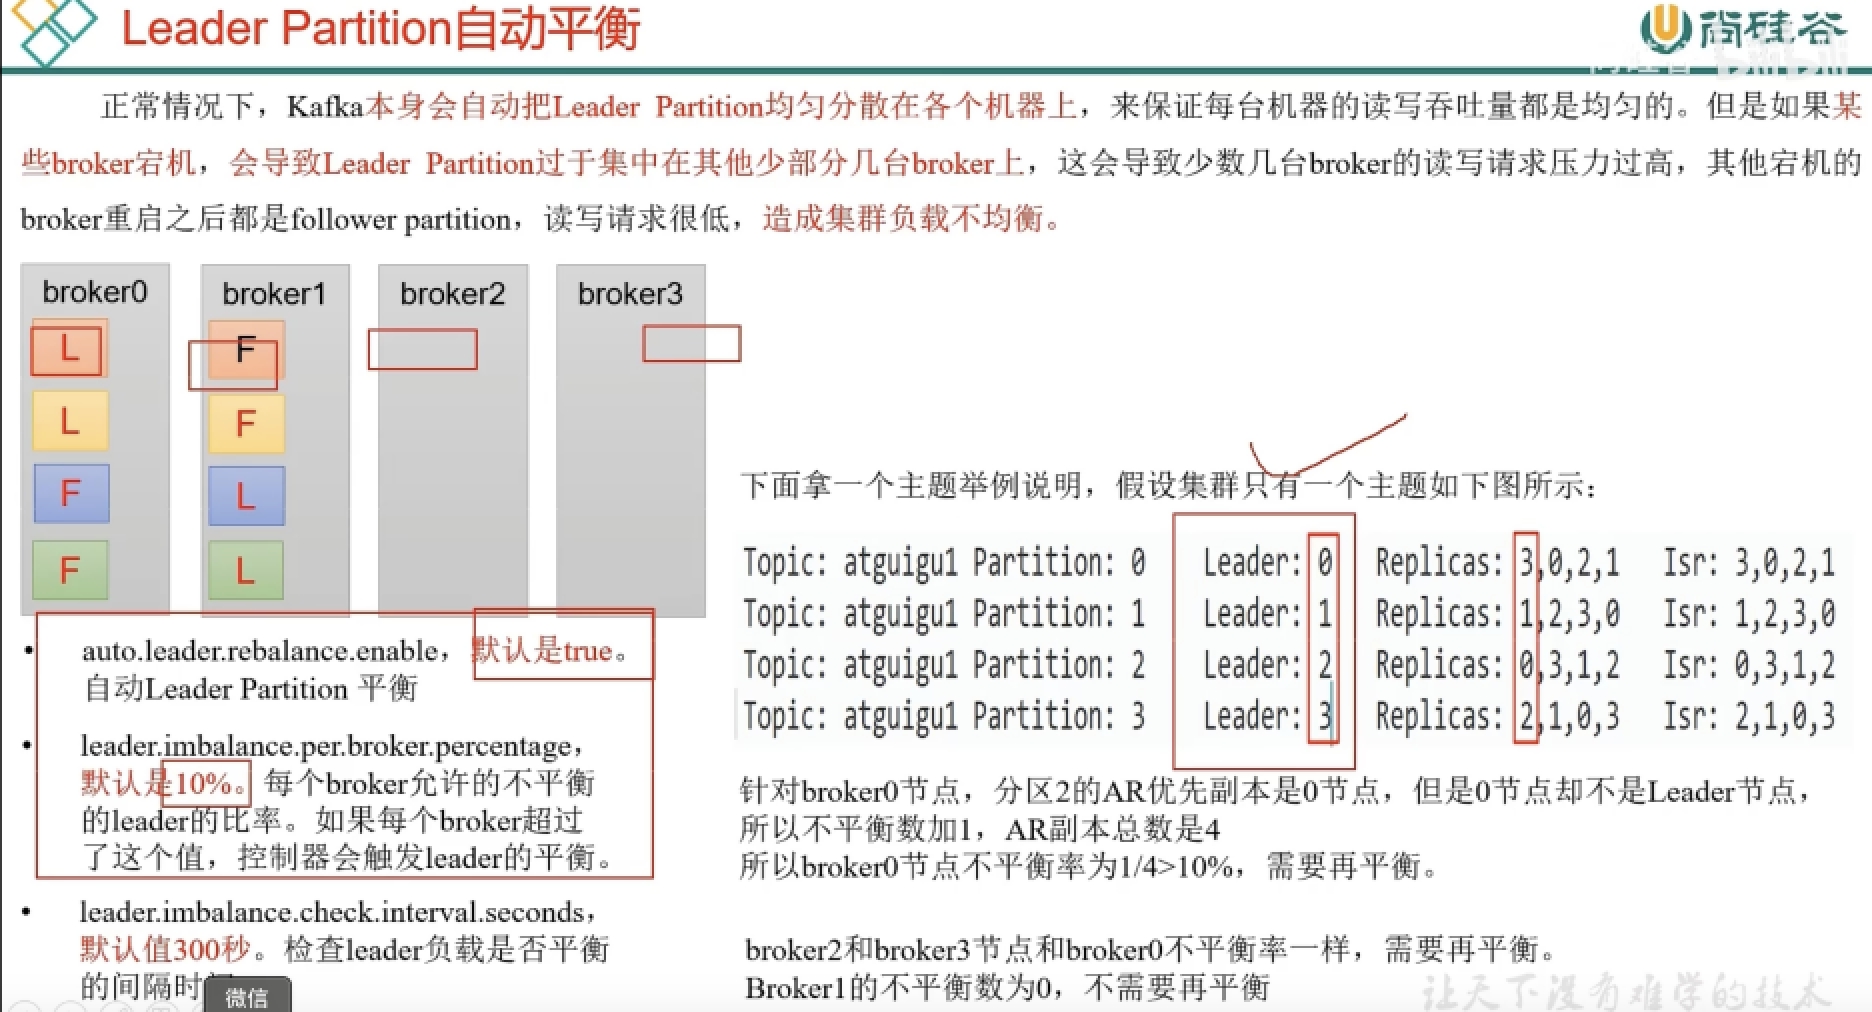 Leader Partition自动平衡
尚硅谷
正常情况下，Kafka本身会自动把Leader Partition均匀分散在各个机器上，来保证每台机器的读写吞吐量都是均匀的。但是如果某
些broker宕机，会导致Leader Partition过于集中在其他少部分几台broker上，这会导致少数几台broker的读写请求压力过高，其他宕机的
broker重启之后都是follower partition，读写请求很低，造成集群负载不均衡。
broker0
broker1
broker2
broker3
L
F
L
F
F
L
F
L
下面拿一个主题举例说明，假设集群只有一个主题如下图所示：
Topic: atguigu1 Partition: 0 Leader: 0 Replicas: 3,0,2,1 Isr: 3,0,2,1
Topic: atguigu1 Partition: 1 Leader: 1 Replicas: 1,2,3,0 Isr: 1,2,3,0
Topic: atguigu1 Partition: 2 Leader: 2 Replicas: 0,3,1,2 Isr: 0,3,1,2
Topic: atguigu1 Partition: 3 Leader: 3 Replicas: 2,1,0,3 Isr: 2,1,0,3
• auto.leader.rebalance.enable，默认是true。
自动Leader Partition 平衡
• leader.imbalance.per.broker.percentage，
默认是10%。每个broker允许的不平衡
的leader的比率。如果每个broker超过
了这个值，控制器会触发leader的平衡。
• leader.imbalance.check.interval.seconds，
默认值300秒。检查leader负载是否平衡
的间隔时
微信
针对broker0节点，分区2的AR优先副本是0节点，但是0节点却不是Leader节点，
所以不平衡数加1，AR副本总数是4
所以broker0节点不平衡率为1/4>10%，需要再平衡。
broker2和broker3节点和broker0不平衡率一样，需要再平衡。
Broker1的不平衡数为0，不需要再平衡
让天下没有难学的技术